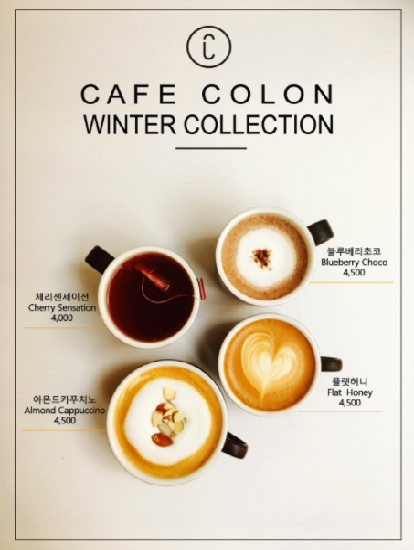 C
CAFE COLON
WINTER COLLECTION
블루베리초코
Blueberry Choco
4,500
체리센세이션
Cherry Sensation
4,000
플랫허니
Flat Honey
4,500
아몬드카푸치노
Almond Cappuccino
4,500